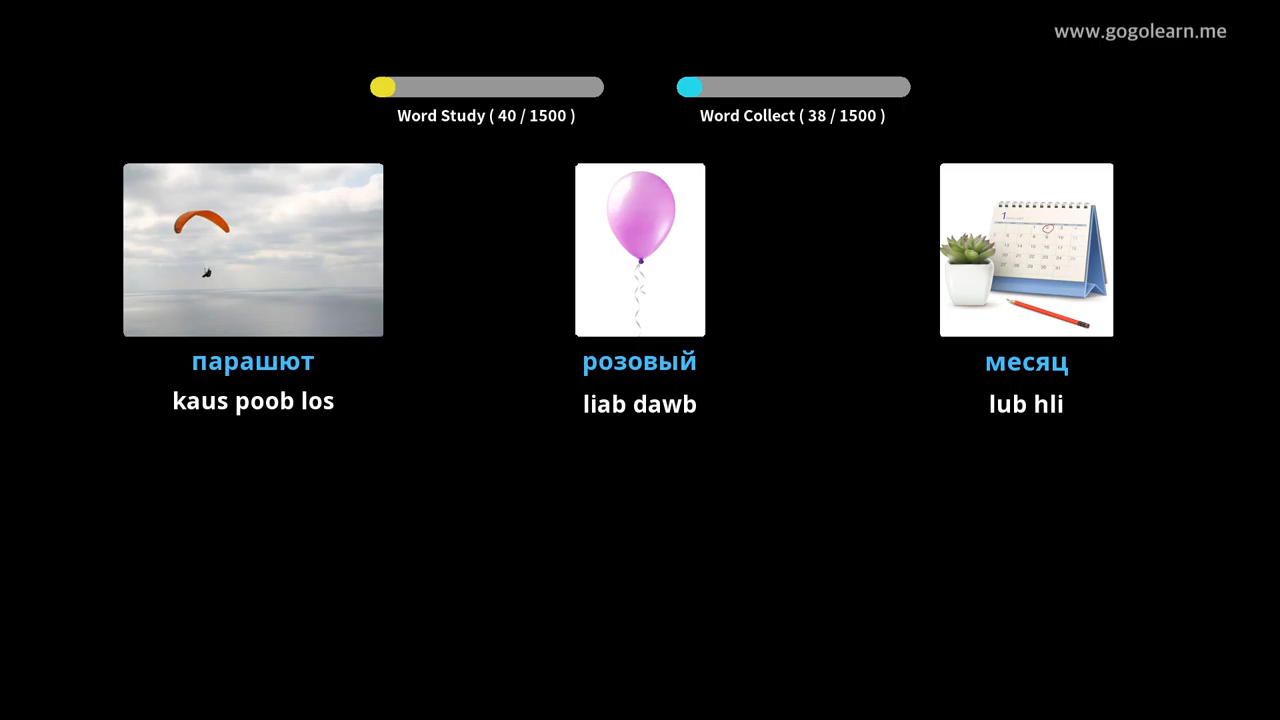 www.gogolearn.me
Word Study ( 40 / 1500 )
Word Collect ( 38 / 1500 )
парашют
kaus poob los
розовый
liab dawb
месяц
lub hli